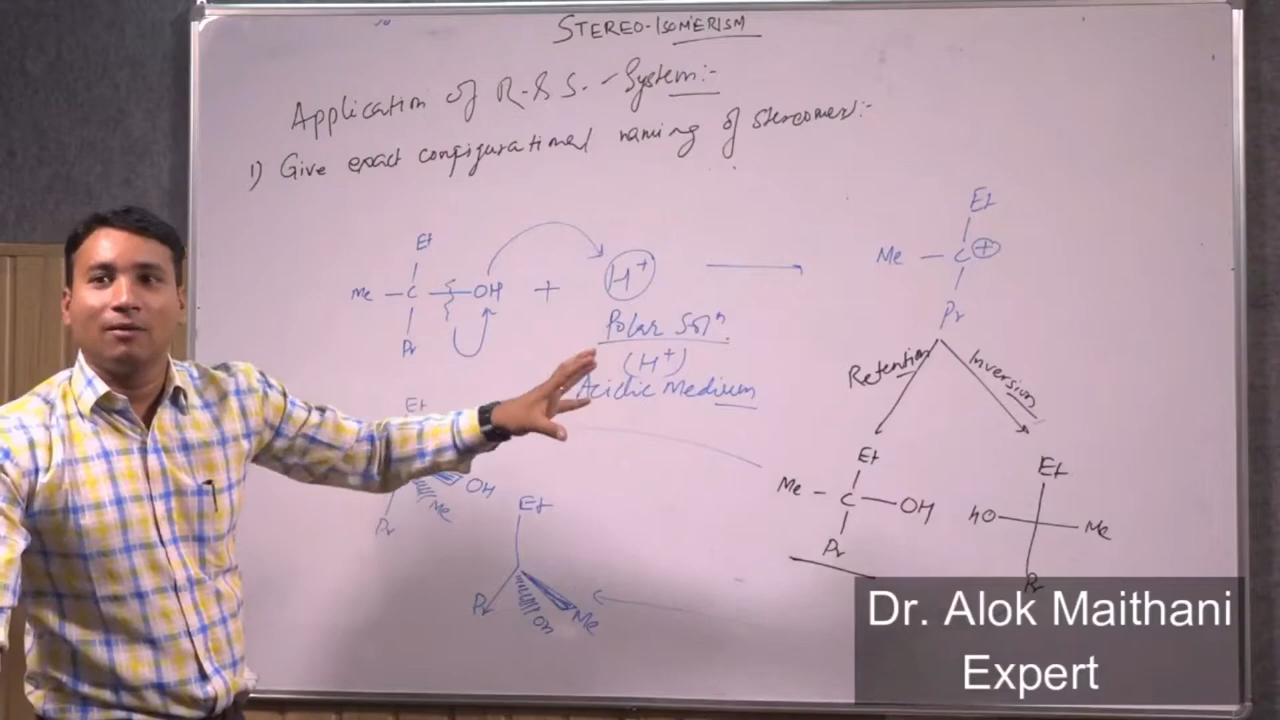 STEREO-ISOMERISM
Application of R-&S.-System:-
1) Give exact configurational naming of stereomer:-
Et
Me - C - OH + H+
Pr
Polar Solⁿ.
(H+)
Acidic Medium
Et
Me - C +
Pr
Retention
Inversion
Et
Me - C - OH
Pr
Et
HO
Me
Pr
Et
OH
Me
Pr
Et
Pr
OH
Me
Dr. Alok Maithani
Expert